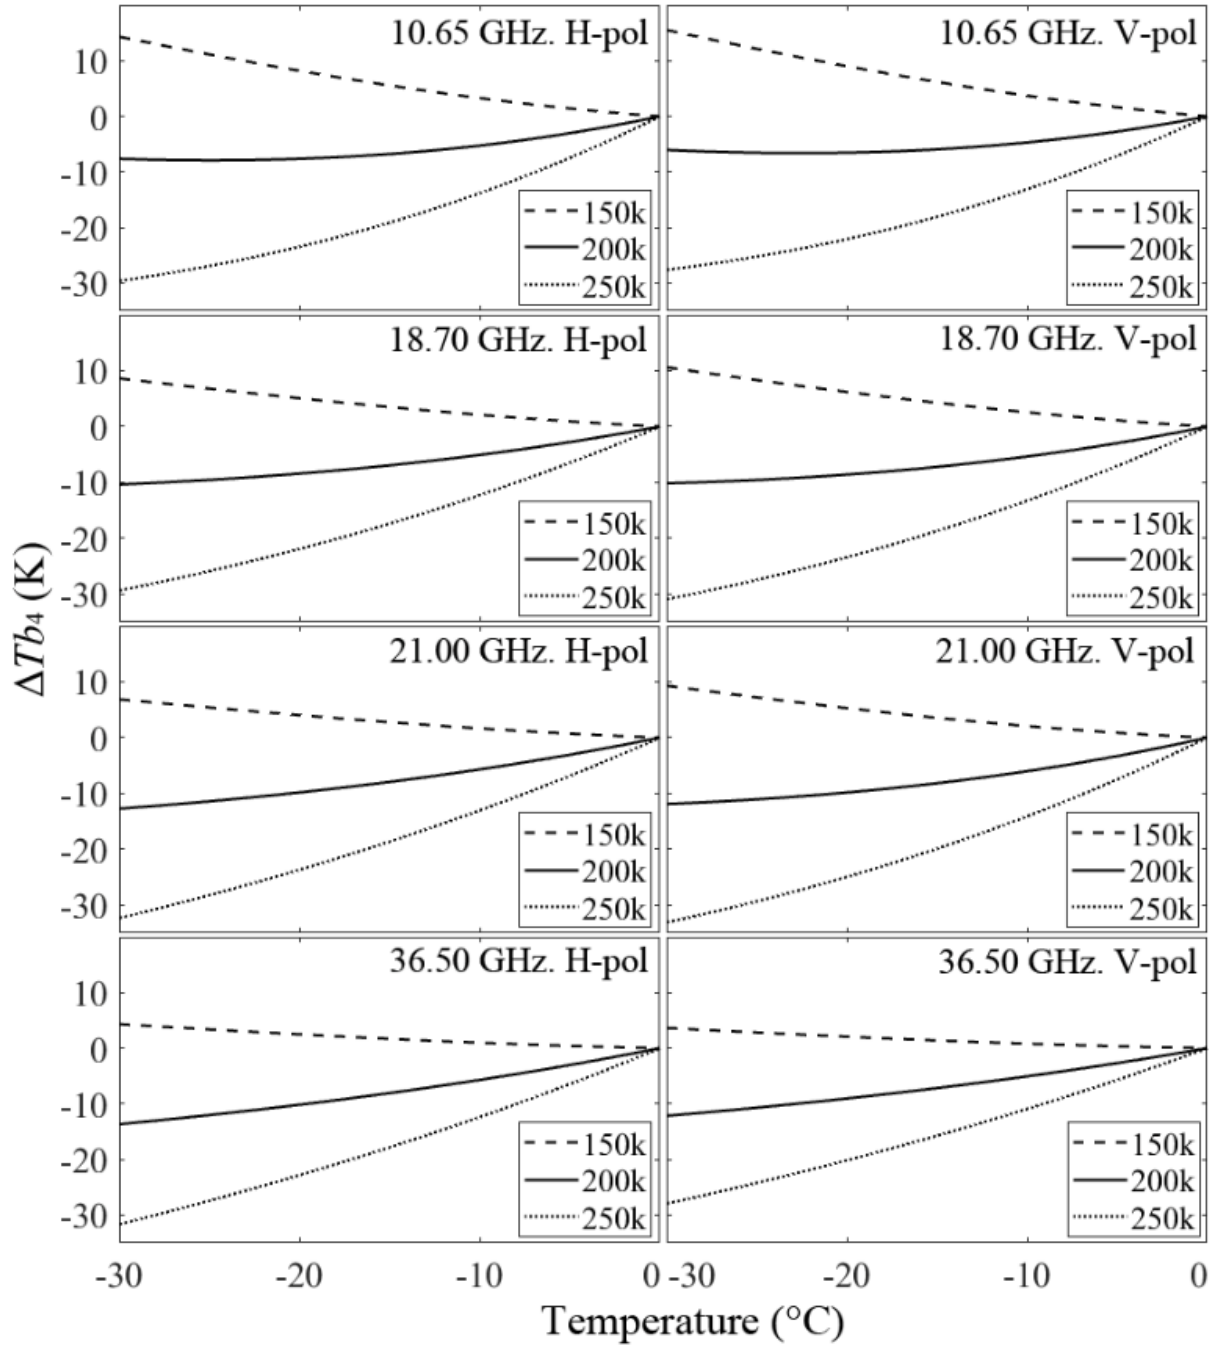 10.65 GHz. H-pol
10
0
-10
-20
-30
150k
200k
250k
10.65 GHz. V-pol
150k
200k
250k
18.70 GHz. H-pol
10
0
-10
-20
-30
150k
200k
250k
18.70 GHz. V-pol
150k
200k
250k
ΔTb4 (K)
21.00 GHz. H-pol
10
0
-10
-20
-30
150k
200k
250k
21.00 GHz. V-pol
150k
200k
250k
36.50 GHz. H-pol
10
0
-10
-20
-30
150k
200k
250k
36.50 GHz. V-pol
150k
200k
250k
-30 -20 -10 0 -30 -20 -10 0
Temperature (°C)